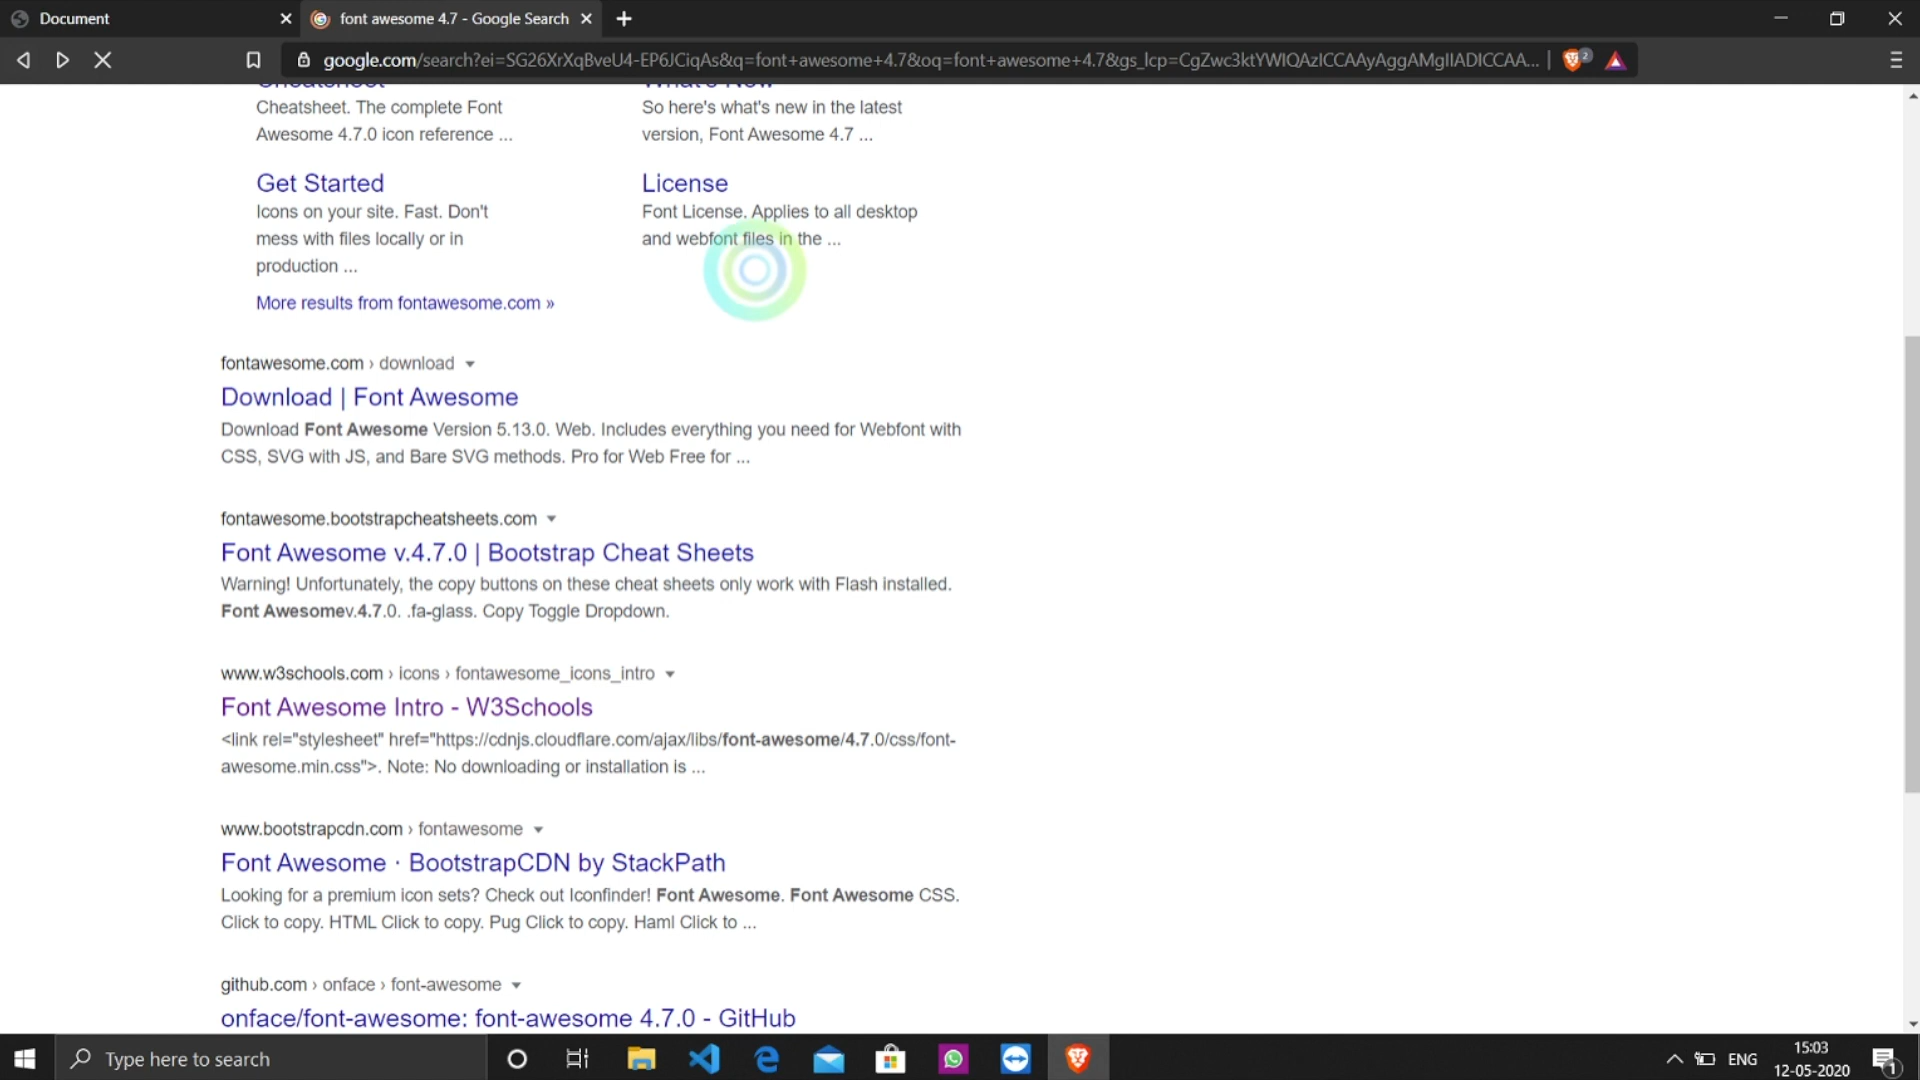 Document
font awesome 4.7 - Google Search
google.com/search?ei=SG26XrXqBveU4-EP6JCiqAs&q=font+awesome+4.7&oq=font+awesome+4.7&gs_lcp=CgZwc3ktYWIQAzICCAAyAggAMgIIADICCAA...
2
Cheatsheet
What's New
Cheatsheet. The complete Font
Awesome 4.7.0 icon reference ...
So here's what's new in the latest
version, Font Awesome 4.7 ...
Get Started
Icons on your site. Fast. Don't
mess with files locally or in
production ...
License
Font License. Applies to all desktop
and webfont files in the ...
More results from fontawesome.com »
fontawesome.com › download
Download | Font Awesome
Download Font Awesome Version 5.13.0. Web. Includes everything you need for Webfont with
CSS, SVG with JS, and Bare SVG methods. Pro for Web Free for ...
fontawesome.bootstrapcheatsheets.com
Font Awesome v.4.7.0 | Bootstrap Cheat Sheets
Warning! Unfortunately, the copy buttons on these cheat sheets only work with Flash installed.
Font Awesomev.4.7.0. .fa-glass. Copy Toggle Dropdown.
www.w3schools.com › icons › fontawesome_icons_intro
Font Awesome Intro - W3Schools
<link rel="stylesheet" href="https://cdnjs.cloudflare.com/ajax/libs/font-awesome/4.7.0/css/font-
awesome.min.css">. Note: No downloading or installation is ...
www.bootstrapcdn.com › fontawesome
Font Awesome · BootstrapCDN by StackPath
Looking for a premium icon sets? Check out Iconfinder! Font Awesome. Font Awesome CSS.
Click to copy. HTML Click to copy. Pug Click to copy. Haml Click to ...
github.com › onface › font-awesome
onface/font-awesome: font-awesome 4.7.0 - GitHub
Type here to search
ENG
15:03
12-05-2020
1